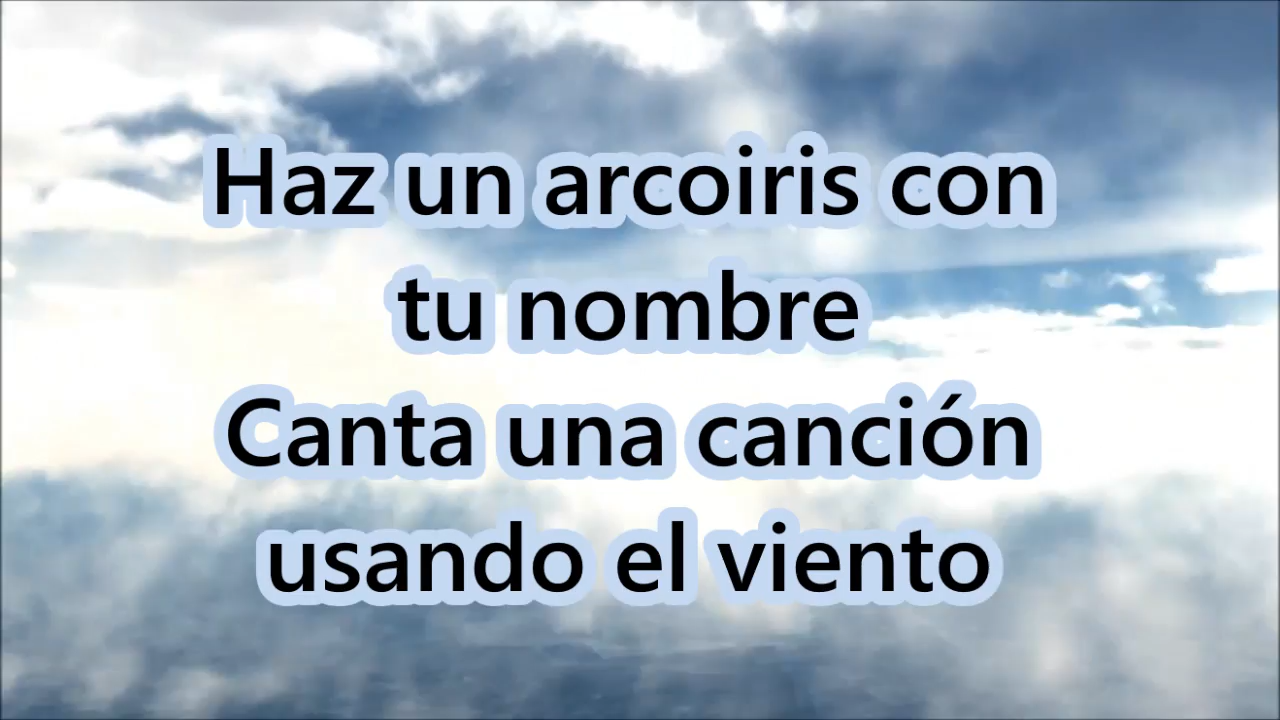 Haz un arcoiris con
tu nombre
Canta una canción
usando el viento